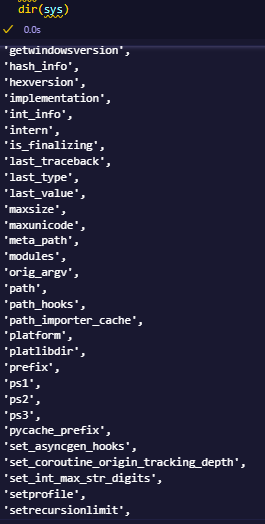 dir(sys)
0.0s
'getwindowsversion',
'hash_info',
'hexversion',
'implementation',
'int_info',
'intern',
'is_finalizing',
'last_traceback',
'last_type',
'last_value',
'maxsize',
'maxunicode',
'meta_path',
'modules',
'orig_argv',
'path',
'path_hooks',
'path_importer_cache',
'platform',
'platlibdir',
'prefix',
'ps1',
'ps2',
'ps3',
'pycache_prefix',
'set_asyncgen_hooks',
'set_coroutine_origin_tracking_depth',
'set_int_max_str_digits',
'setprofile',
'setrecursionlimit',